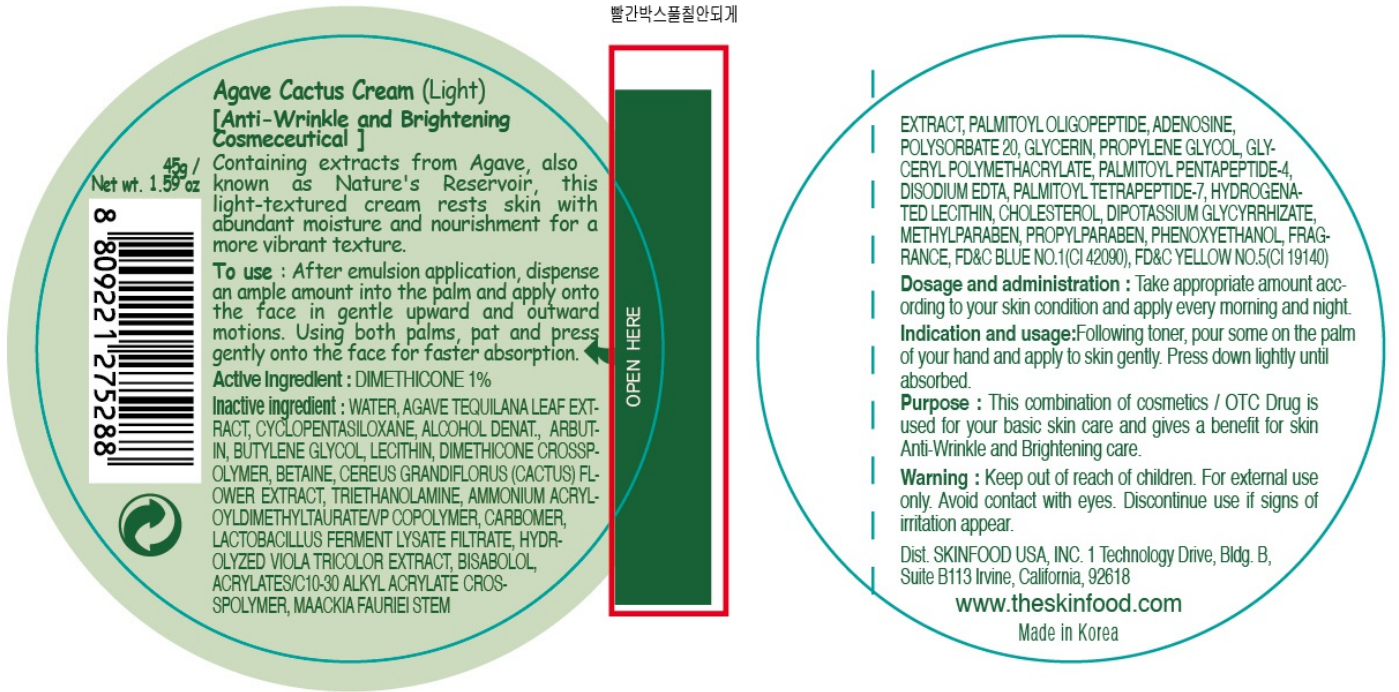 빨간박스풀칠안되게
Agave Cactus Cream (Light)
[Anti-Wrinkle and Brightening
Cosmeceutical ]
45g /
Net wt. 1.59 oz
Containing extracts from Agave, also
known as Nature's Reservoir, this
light-textured cream rests skin with
abundant moisture and nourishment for a
more vibrant texture.
To use : After emulsion application, dispense
an ample amount into the palm and apply onto
the face in gentle upward and outward
motions. Using both palms, pat and press
gently onto the face for faster absorption.
Active Ingredient : DIMETHICONE 1%
Inactive ingredient : WATER, AGAVE TEQUILANA LEAF EXT-
RACT, CYCLOPENTASILOXANE, ALCOHOL DENAT., ARBUT-
IN, BUTYLENE GLYCOL, LECITHIN, DIMETHICONE CROSSP-
OLYMER, BETAINE, CEREUS GRANDIFLORUS (CACTUS) FL-
OWER EXTRACT, TRIETHANOLAMINE, AMMONIUM ACRYL-
OYLDIMETHYLTAURATE/VP COPOLYMER, CARBOMER,
LACTOBACILLUS FERMENT LYSATE FILTRATE, HYDR-
OLYZED VIOLA TRICOLOR EXTRACT, BISABOLOL,
ACRYLATES/C10-30 ALKYL ACRYLATE CROS-
SPOLYMER, MAACKIA FAURIEI STEM
8 809221 275288
OPEN HERE
EXTRACT, PALMITOYL OLIGOPEPTIDE, ADENOSINE,
POLYSORBATE 20, GLYCERIN, PROPYLENE GLYCOL, GLY-
CERYL POLYMETHACRYLATE, PALMITOYL PENTAPEPTIDE-4,
DISODIUM EDTA, PALMITOYL TETRAPEPTIDE-7, HYDROGENA-
TED LECITHIN, CHOLESTEROL, DIPOTASSIUM GLYCYRRHIZATE,
METHYLPARABEN, PROPYLPARABEN, PHENOXYETHANOL, FRAG-
RANCE, FD&C BLUE NO.1(CI 42090), FD&C YELLOW NO.5(CI 19140)
Dosage and administration : Take appropriate amount acc-
ording to your skin condition and apply every morning and night.
Indication and usage:Following toner, pour some on the palm
of your hand and apply to skin gently. Press down lightly until
absorbed.
Purpose : This combination of cosmetics / OTC Drug is
used for your basic skin care and gives a benefit for skin
Anti-Wrinkle and Brightening care.
Warning : Keep out of reach of children. For external use
only. Avoid contact with eyes. Discontinue use if signs of
irritation appear.
Dist. SKINFOOD USA, INC. 1 Technology Drive, Bldg. B,
Suite B113 Irvine, California, 92618
www.theskinfood.com
Made in Korea